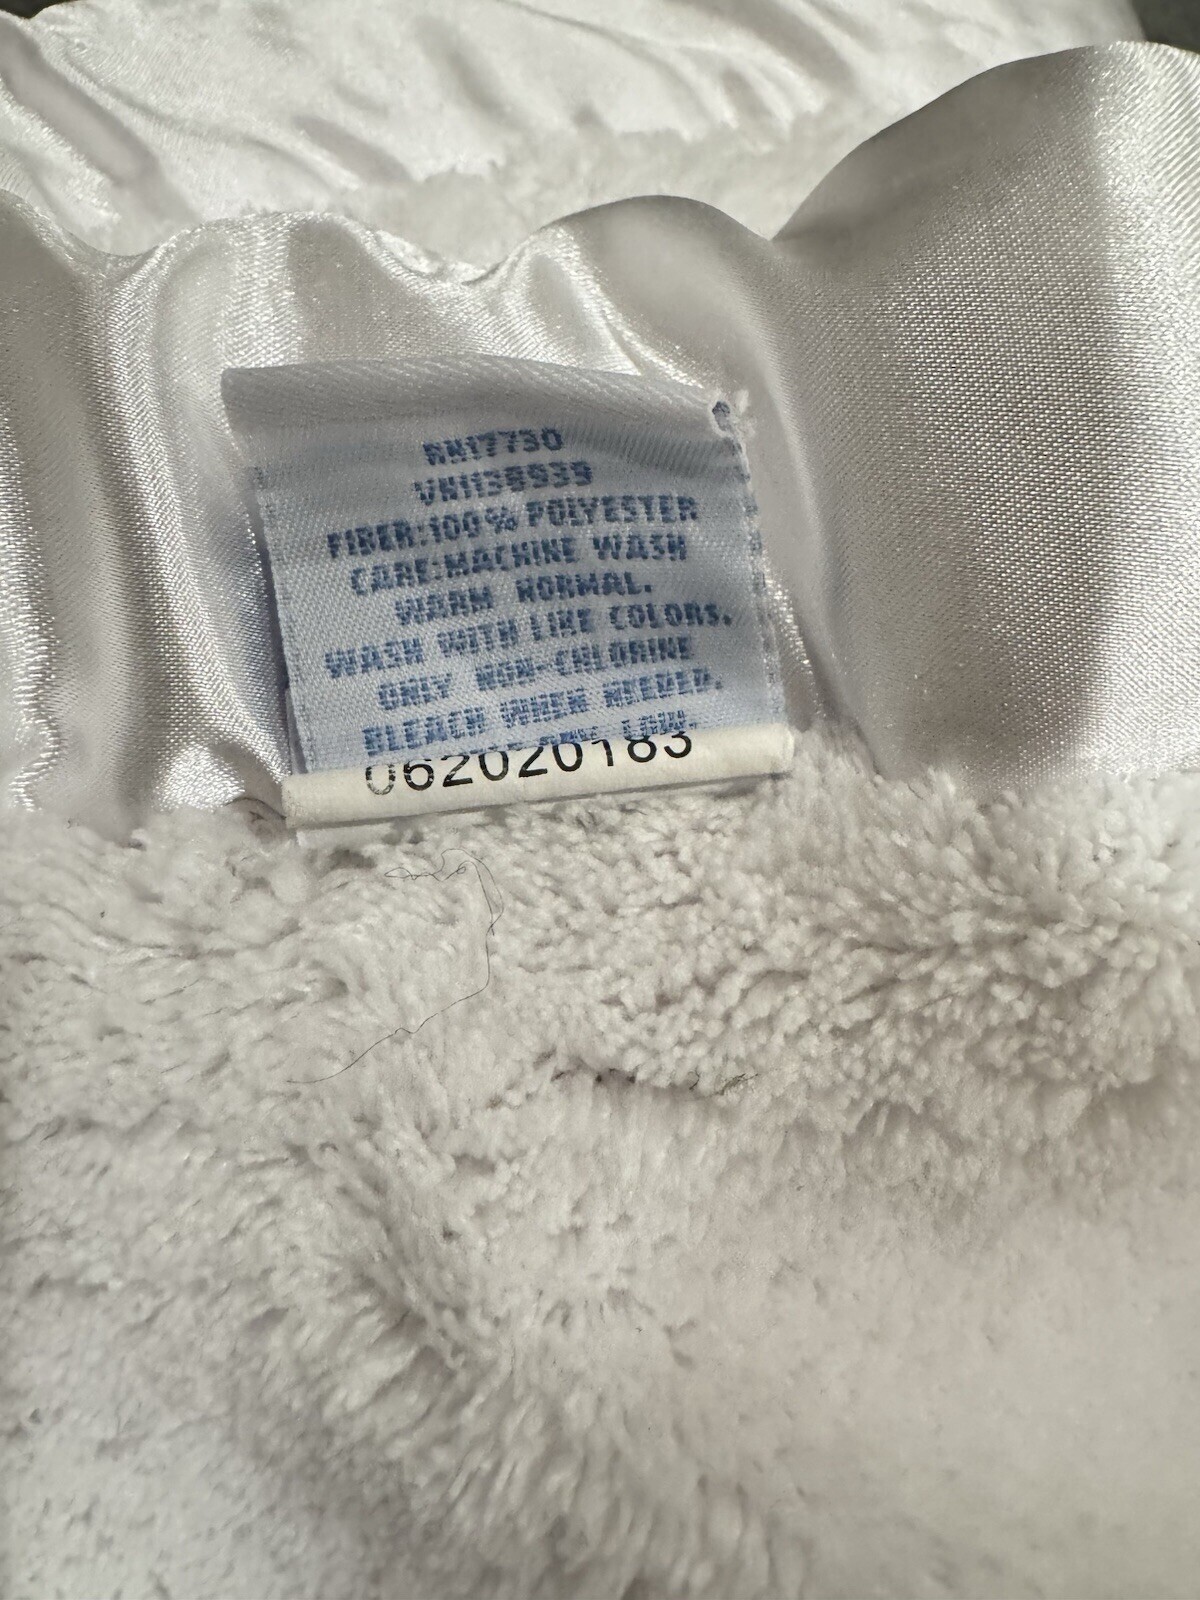 RN17730
VN1138939
FIBER:100% POLYESTER
CARE:MACHINE WASH
WARM NORMAL.
WASH WITH LIKE COLORS.
ONLY NON-CHLORINE
BLEACH WHEN NEEDED.
LOW.
062020183